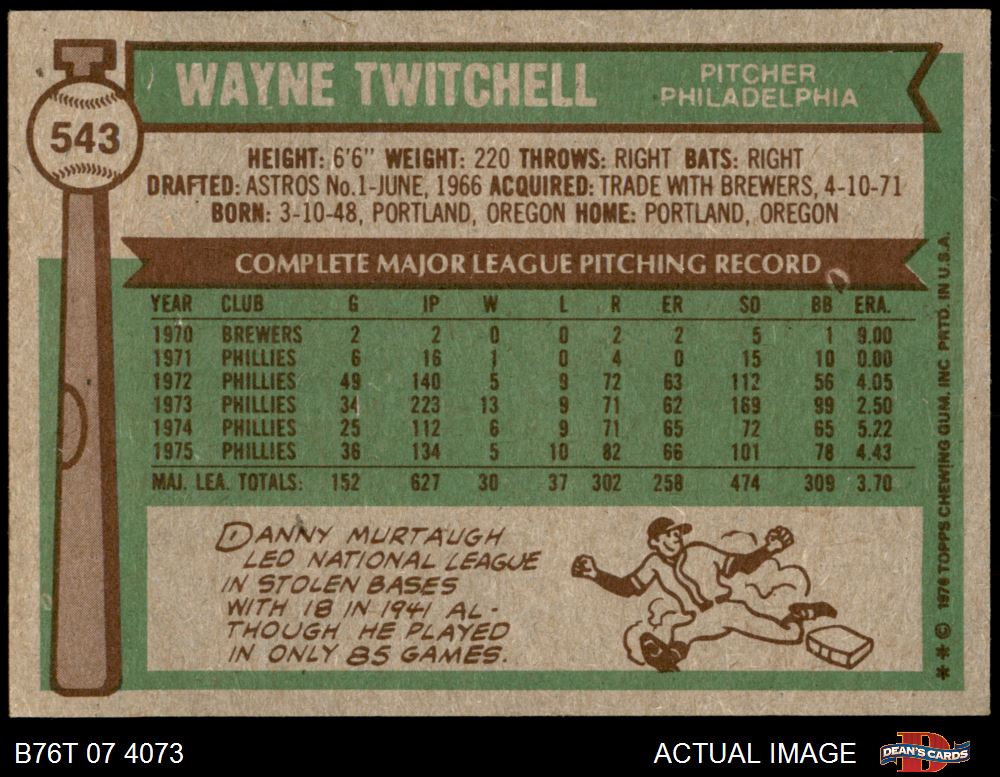 WAYNE TWITCHELL
PITCHER
PHILADELPHIA
543
HEIGHT: 6'6" WEIGHT: 220 THROWS: RIGHT BATS: RIGHT
DRAFTED: ASTROS No.1-JUNE, 1966 ACQUIRED: TRADE WITH BREWERS, 4-10-71
BORN: 3-10-48, PORTLAND, OREGON HOME: PORTLAND, OREGON
COMPLETE MAJOR LEAGUE PITCHING RECORD
YEAR CLUB G IP W L R ER SO BB ERA.
1970 BREWERS 2 2 0 0 2 2 5 1 9.00
1971 PHILLIES 6 16 1 0 4 0 15 10 0.00
1972 PHILLIES 49 140 5 9 72 63 112 56 4.05
1973 PHILLIES 34 223 13 9 71 62 169 99 2.50
1974 PHILLIES 25 112 6 9 71 65 72 65 5.22
1975 PHILLIES 36 134 5 10 82 66 101 78 4.43
MAJ. LEA. TOTALS: 152 627 30 37 302 258 474 309 3.70
DANNY MURTAUGH
LED NATIONAL LEAGUE
IN STOLEN BASES
WITH 18 IN 1941 AL-
THOUGH HE PLAYED
IN ONLY 85 GAMES.
** © 1976 TOPPS CHEWING GUM, INC PRTD. IN U.S.A.
B76T 07 4073
ACTUAL IMAGE
D
DEAN'S CARDS